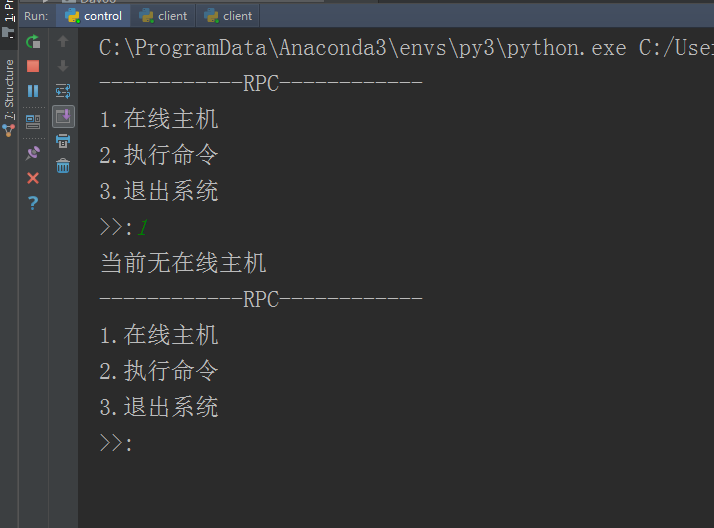 Run: control client client
1: Pr
7: Structure
C:\ProgramData\Anaconda3\envs\py3\python.exe C:/User
------------RPC------------
1.在线主机
2.执行命令
3.退出系统
>>:1
当前无在线主机
------------RPC------------
1.在线主机
2.执行命令
3.退出系统
>>: